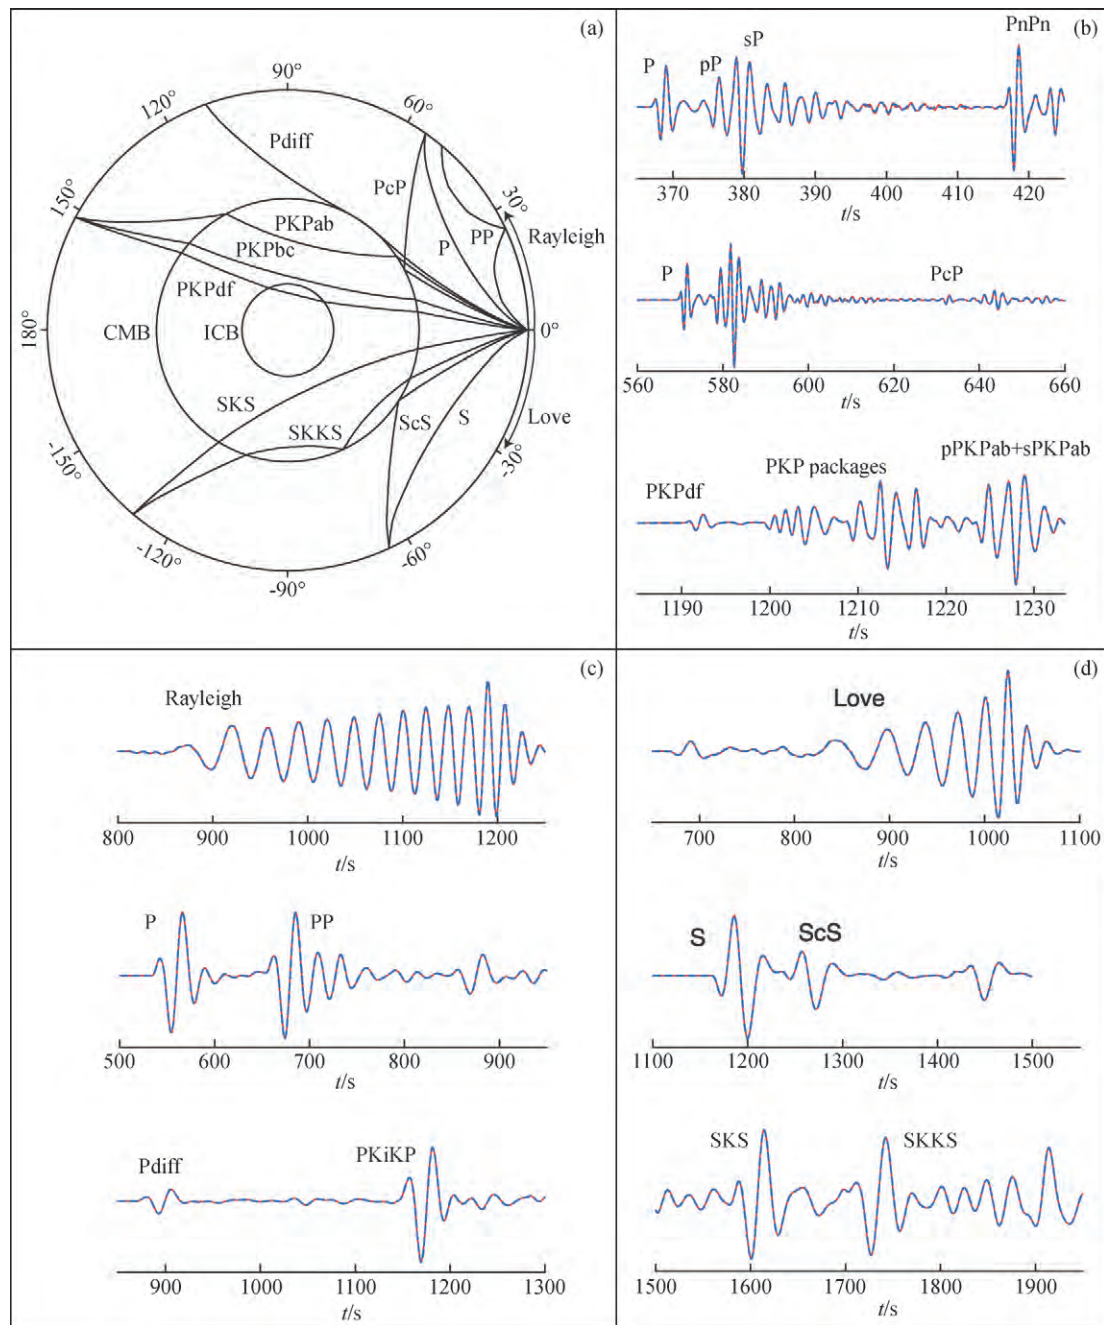 (a)
90°
120°
60°
150°
30°
180°
0°
-150°
-30°
-120°
-60°
-90°
Pdiff
PcP
P
PP
Rayleigh
PKPab
PKPbc
PKPdf
CMB
ICB
SKS
SKKS
ScS
S
Love
(b)
P
pP
sP
PnPn
370 380 390 400 410 420
t/s
P
PcP
560 580 600 620 640 660
t/s
PKPdf
PKP packages
pPKPab+sPKPab
1190 1200 1210 1220 1230
t/s
(c)
Rayleigh
800 900 1000 1100 1200
t/s
P
PP
500 600 700 800 900
t/s
Pdiff
PKiKP
900 1000 1100 1200 1300
t/s
(d)
Love
700 800 900 1000 1100
t/s
S
ScS
1100 1200 1300 1400 1500
t/s
SKS
SKKS
1500 1600 1700 1800 1900
t/s